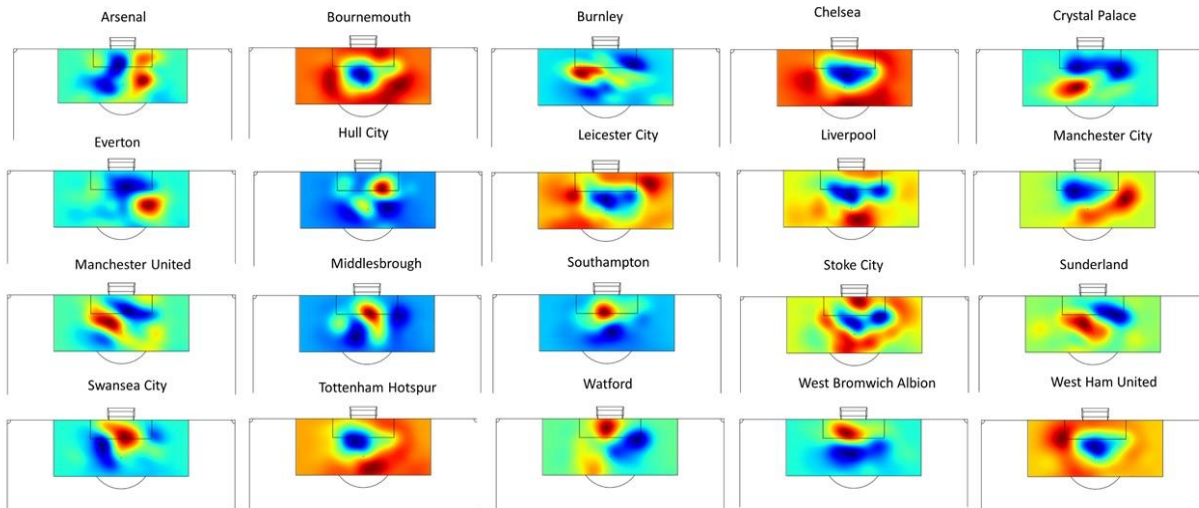 Arsenal
Bournemouth
Burnley
Chelsea
Crystal Palace
Everton
Hull City
Leicester City
Liverpool
Manchester City
Manchester United
Middlesbrough
Southampton
Stoke City
Sunderland
Swansea City
Tottenham Hotspur
Watford
West Bromwich Albion
West Ham United